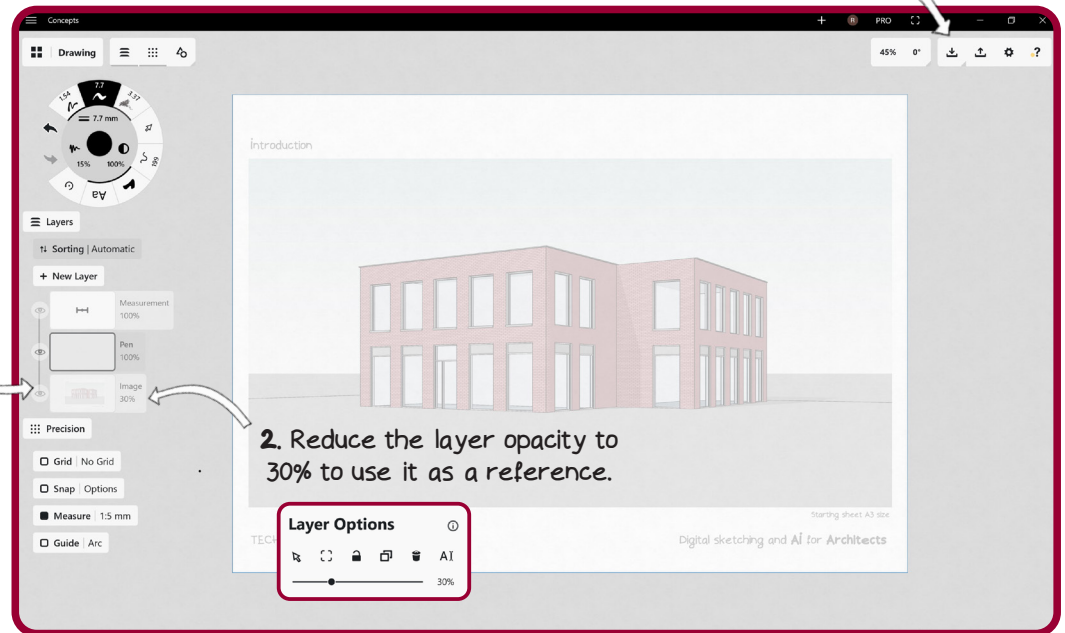 Concepts
R PRO
Drawing
45% 0°
?
1.54 7.7 3.37
7.7 mm
15% 100%
199
Aa
Layers
Sorting | Automatic
+ New Layer
Measurement
100%
Pen
100%
Image
30%
Precision
Grid | No Grid
Snap | Options
Measure | 1:5 mm
Guide | Arc
Introduction
2. Reduce the layer opacity to
30% to use it as a reference.
Starting sheet A3 size
Digital sketching and Aİ for Architects
Layer Options
AI
30%